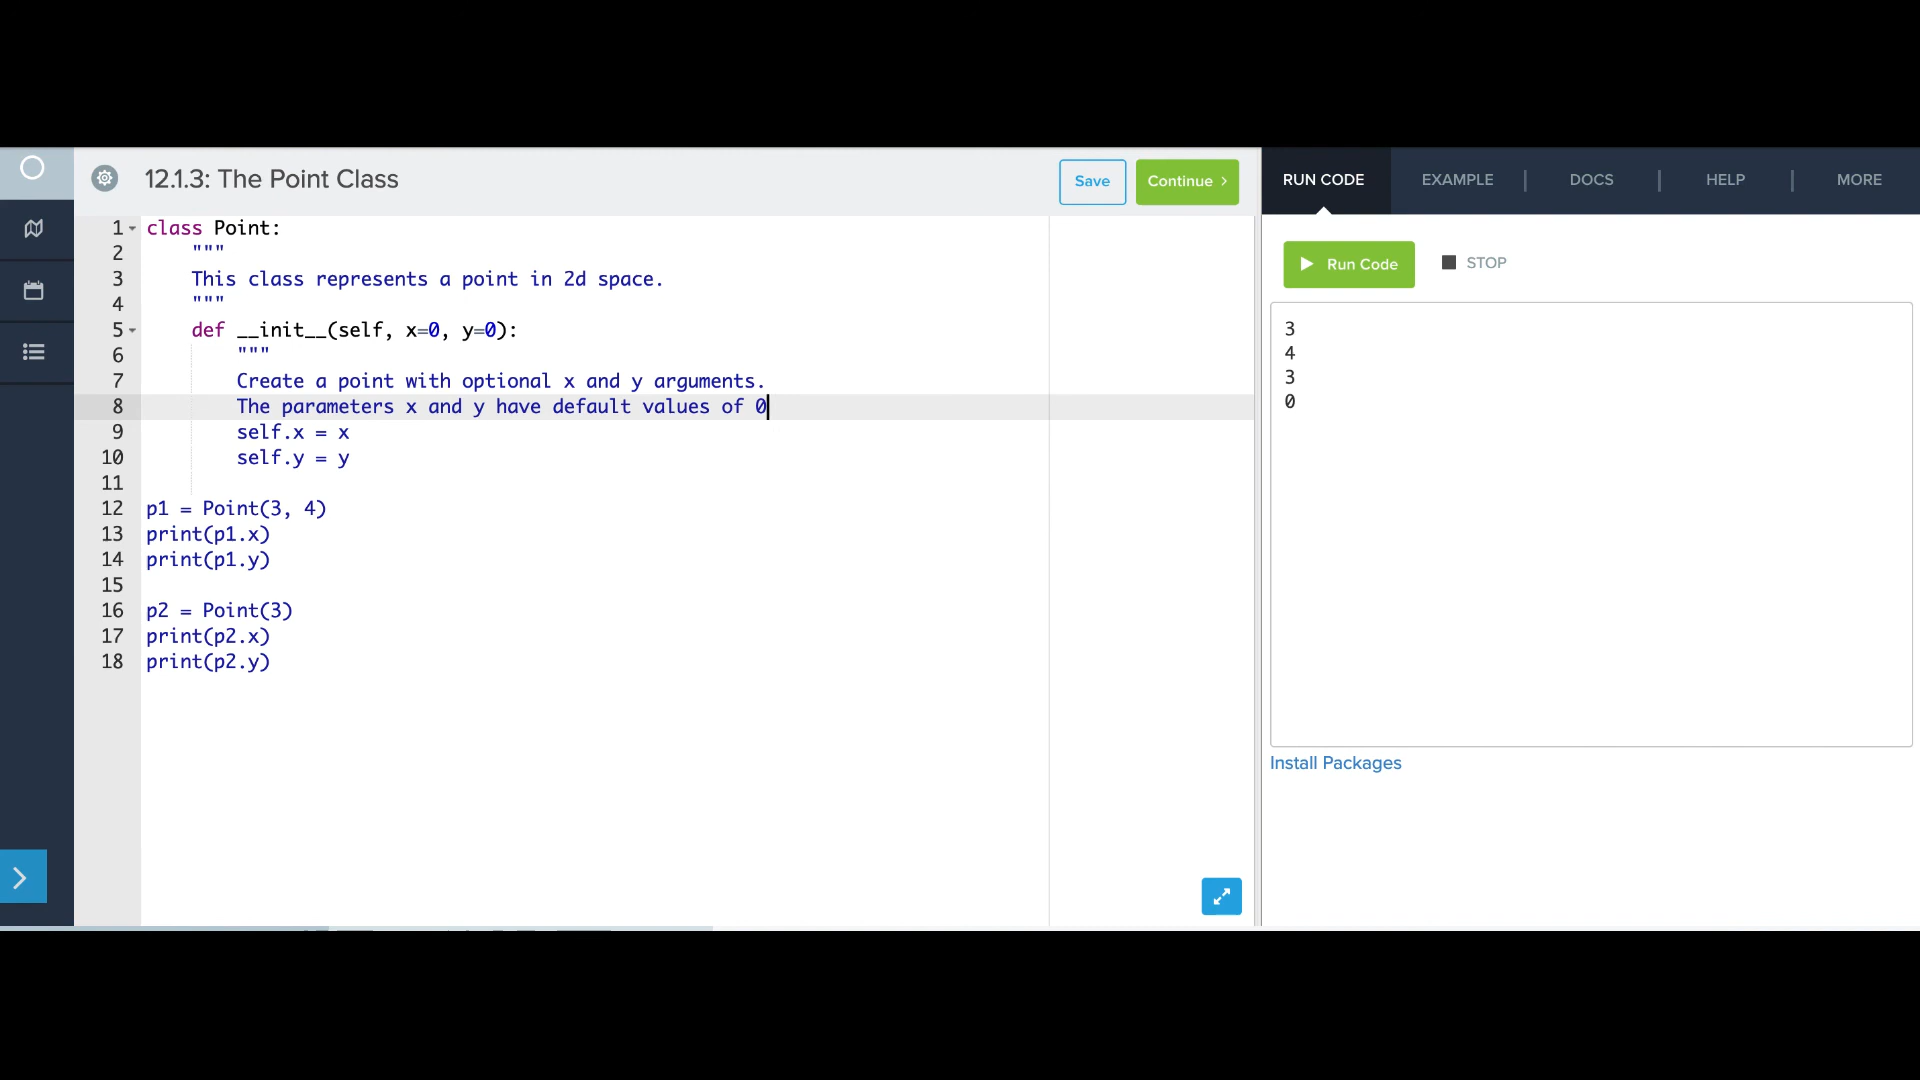 12.1.3: The Point Class
Save
Continue >
RUN CODE
EXAMPLE
DOCS
HELP
MORE
1 class Point:
2     """
3     This class represents a point in 2d space.
4     """
5     def __init__(self, x=0, y=0):
6         """
7         Create a point with optional x and y arguments.
8         The parameters x and y have default values of 0
9         self.x = x
10         self.y = y
11
12 p1 = Point(3, 4)
13 print(p1.x)
14 print(p1.y)
15
16 p2 = Point(3)
17 print(p2.x)
18 print(p2.y)
Run Code
STOP
3
4
3
0
Install Packages